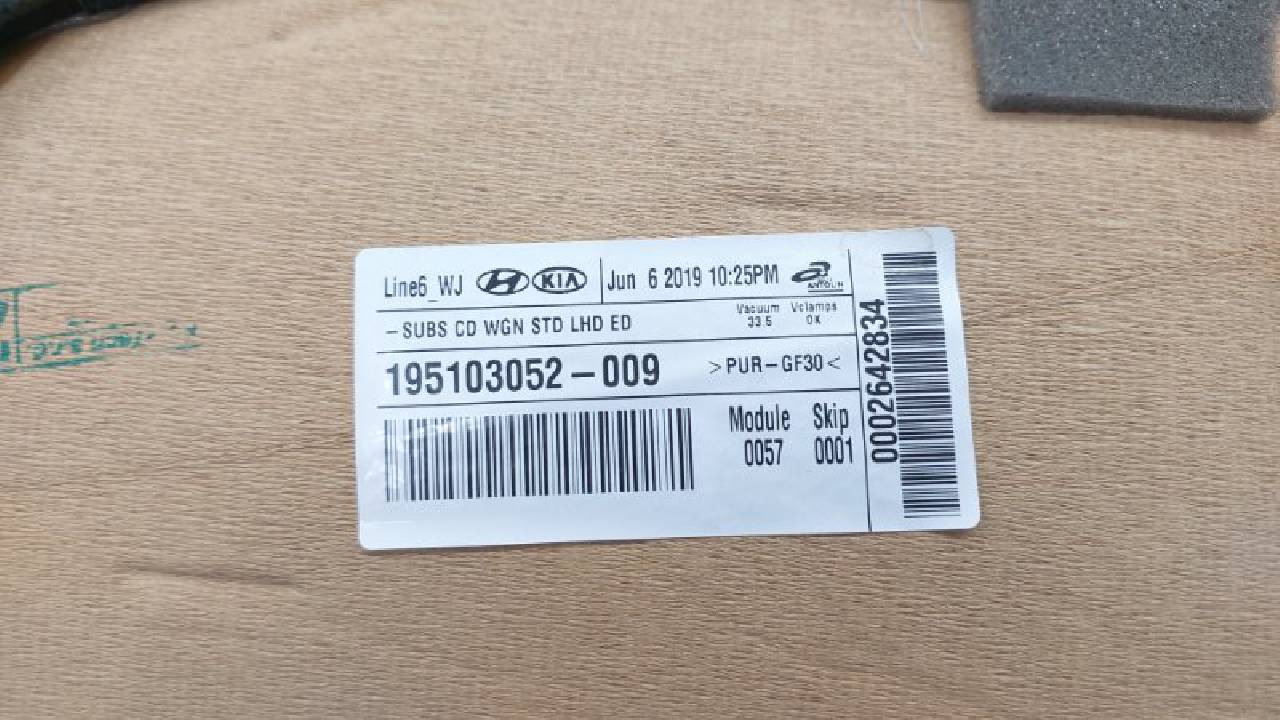 Line6_WJ KIA Jun 6 2019 10:25PM ANTOLIN
-SUBS CD WGN STD LHD ED
Vacuum Vclamps
33.5 OK
195103052-009 >PUR-GF30<
Module Skip
0057 0001
0002642834